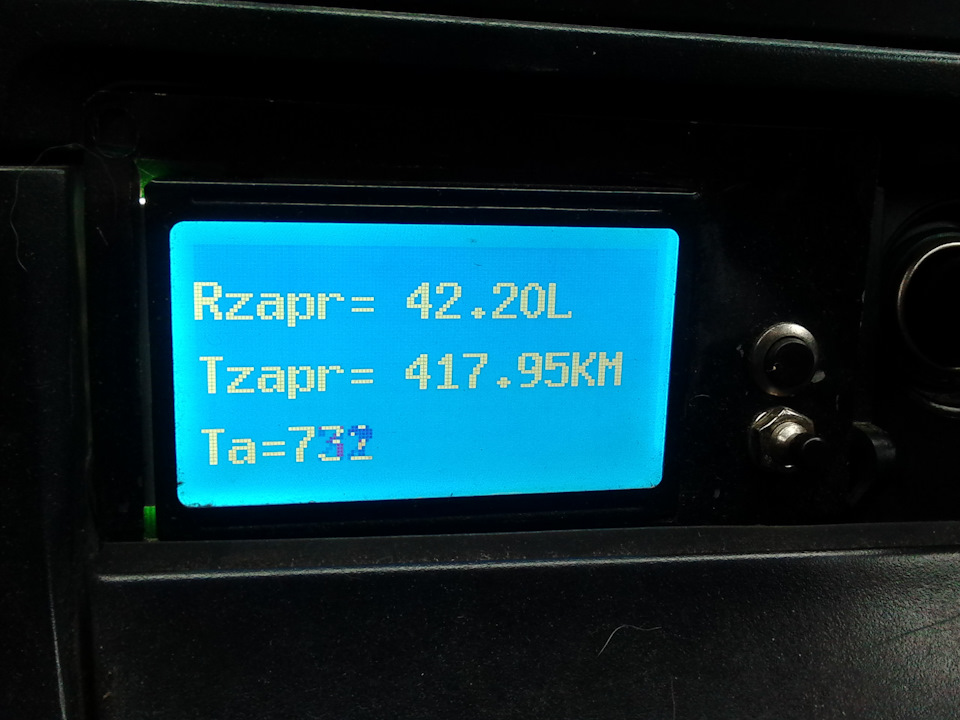 Rzapr= 42.20L
Tzapr= 417.95KM
Ta=732